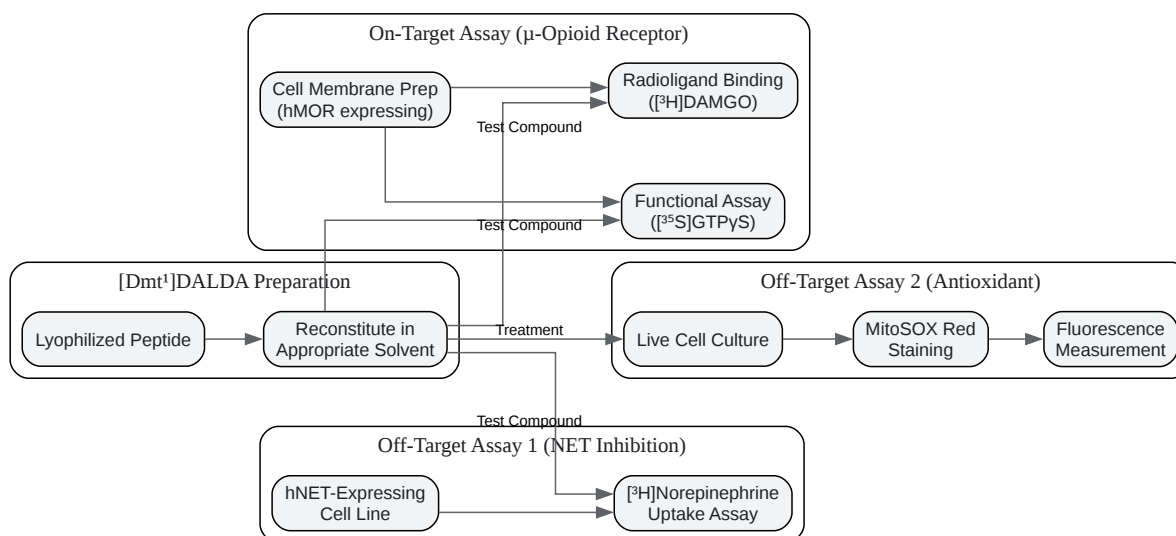 On-Target Assay (µ-Opioid Receptor)
Cell Membrane Prep
(hMOR expressing)
Radioligand Binding
([³H]DAMGO)
Test Compound
Functional Assay
([³⁵S]GTPγS)
Test Compound
[Dmt¹]DALDA Preparation
Lyophilized Peptide
Reconstitute in
Appropriate Solvent
Treatment
Off-Target Assay 2 (Antioxidant)
Live Cell Culture
MitoSOX Red
Staining
Fluorescence
Measurement
Test Compound
Off-Target Assay 1 (NET Inhibition)
hNET-Expressing
Cell Line
[³H]Norepinephrine
Uptake Assay